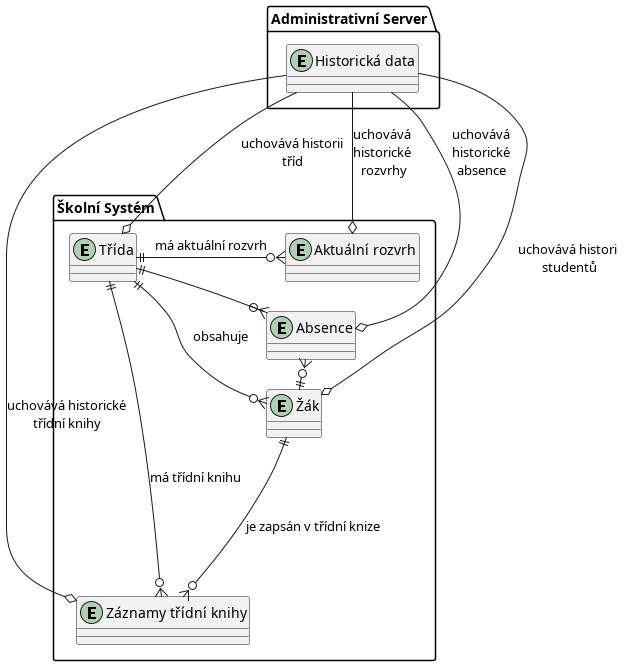 Administrativní Server
E Historická data
uchovává historii
tříd
uchovává
historické
rozvrhy
uchovává
historické
absence
Školní Systém
E Třída
má aktuální rozvrh
E Aktuální rozvrh
uchovává histori
studentů
E Absence
obsahuje
E Žák
uchovává historické
třídní knihy
má třídní knihu
je zapsán v třídní knize
E Záznamy třídní knihy